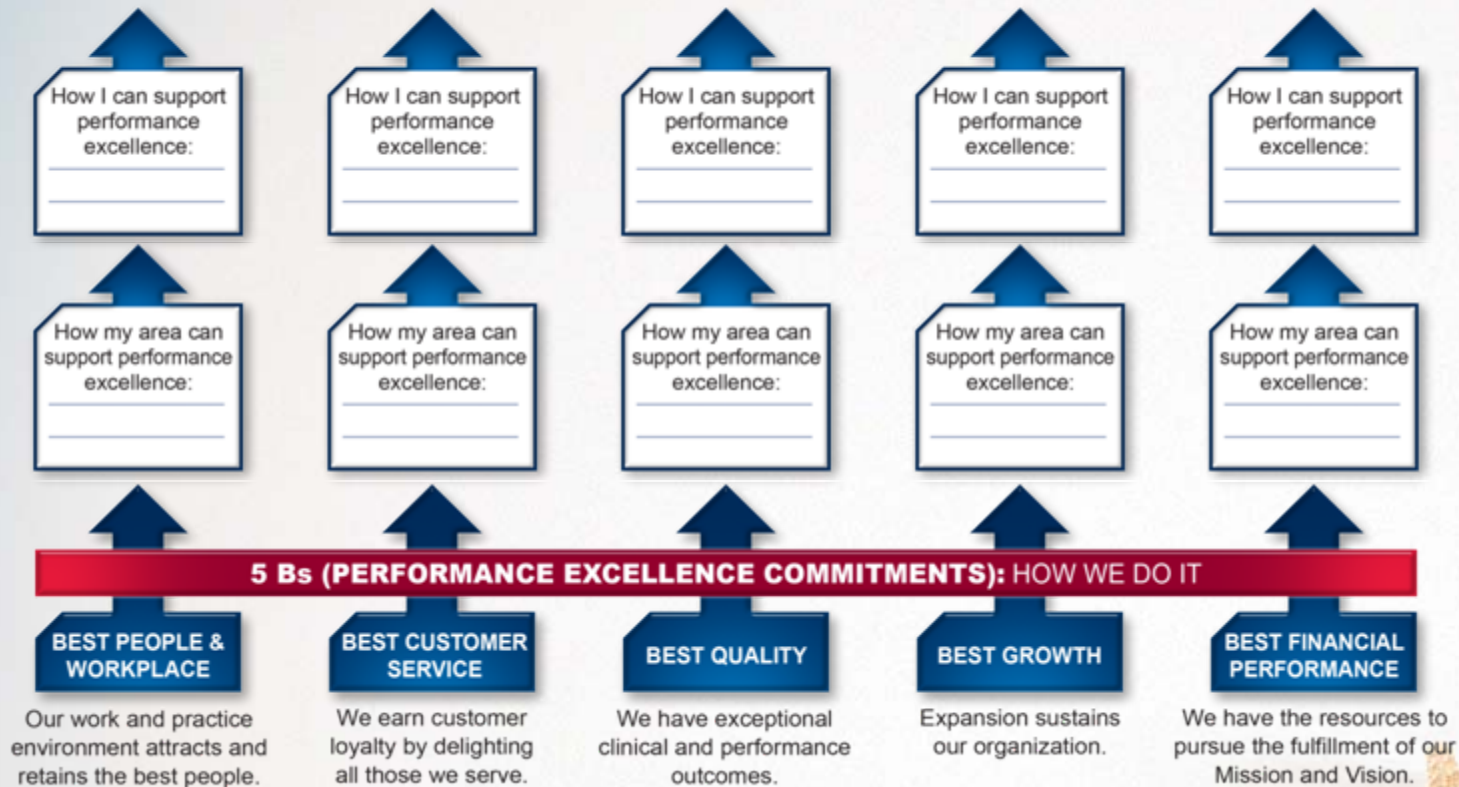 How I can support
performance
excellence:
How I can support
performance
excellence:
How I can support
performance
excellence:
How I can support
performance
excellence:
How I can support
performance
excellence:
How my area can
support performance
excellence:
How my area can
support performance
excellence:
How my area can
support performance
excellence:
How my area can
support performance
excellence:
How my area can
support performance
excellence:
5 Bs (PERFORMANCE EXCELLENCE COMMITMENTS): HOW WE DO IT
BEST PEOPLE &
WORKPLACE
Our work and practice
environment attracts and
retains the best people.
BEST CUSTOMER
SERVICE
We earn customer
loyalty by delighting
all those we serve.
BEST QUALITY
We have exceptional
clinical and performance
outcomes.
BEST GROWTH
Expansion sustains
our organization.
BEST FINANCIAL
PERFORMANCE
We have the resources to
pursue the fulfillment of our
Mission and Vision.